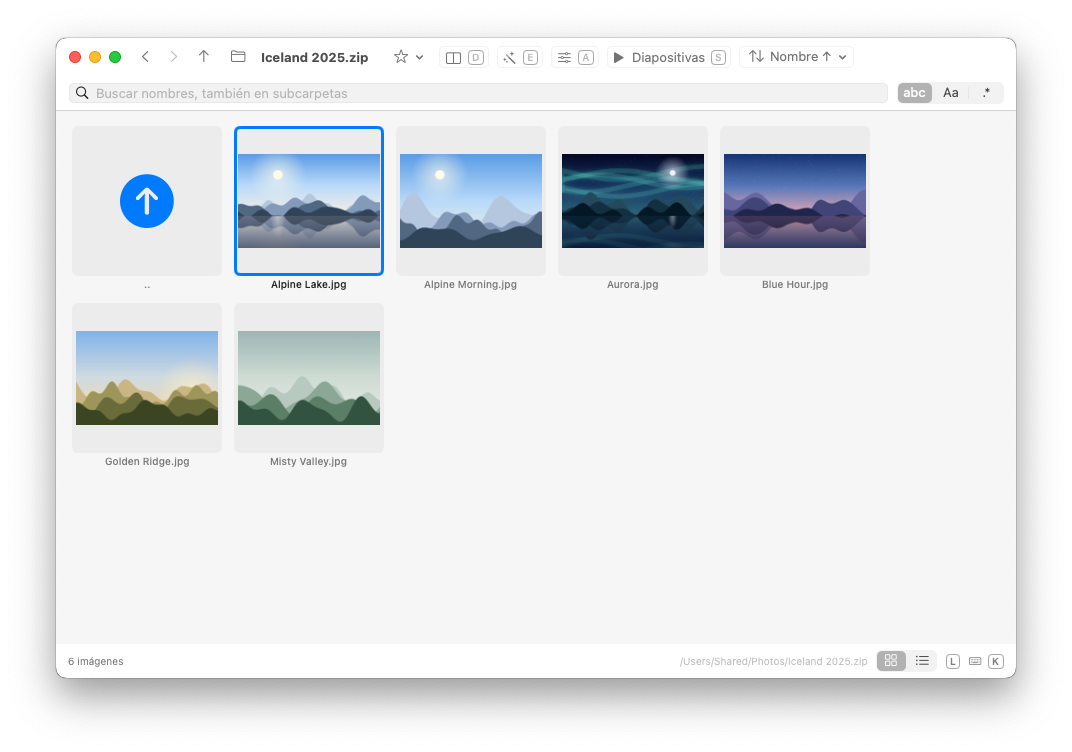 Iceland 2025.zip
D
E
A
Diapositivas S
Nombre
Buscar nombres, también en subcarpetas
abc
Aa
.*
..
Alpine Lake.jpg
Alpine Morning.jpg
Aurora.jpg
Blue Hour.jpg
Golden Ridge.jpg
Misty Valley.jpg
6 imágenes
/Users/Shared/Photos/Iceland 2025.zip
L
K